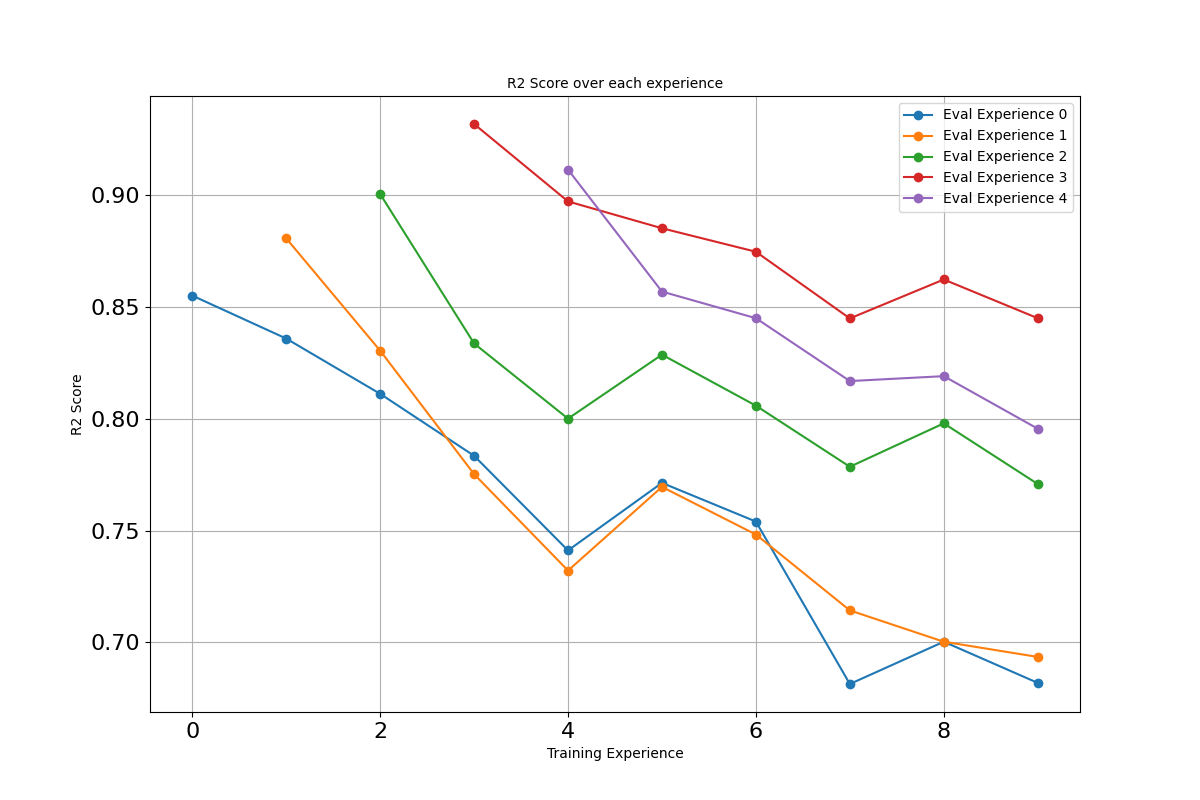 R2 Score over each experience
Eval Experience 0
Eval Experience 1
Eval Experience 2
Eval Experience 3
Eval Experience 4
0.90
0.85
0.80
0.75
0.70
R2 Score
0 2 4 6 8
Training Experience